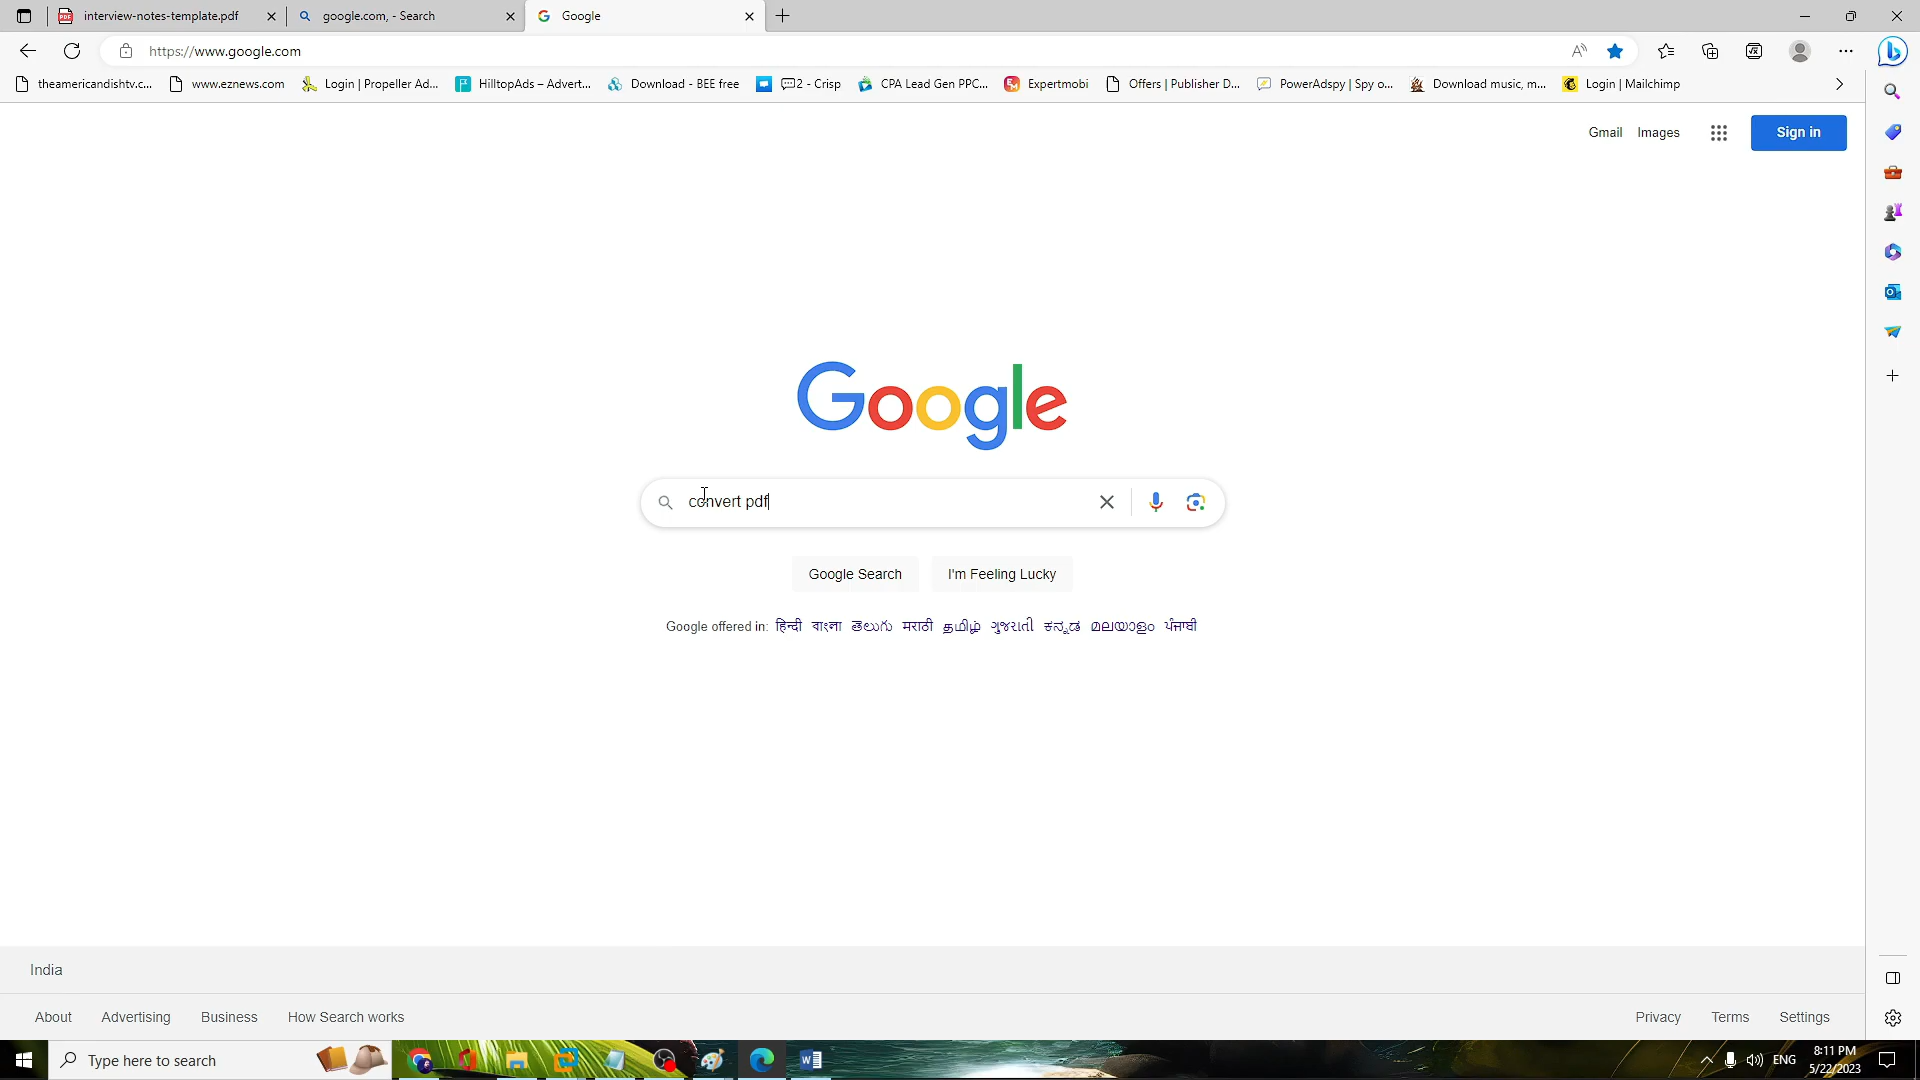 interview-notes-template.pdf
google.com, - Search
Google
https://www.google.com
theamericandishtv.c...
www.eznews.com
Login | Propeller Ad...
HilltopAds – Advert...
Download - BEE free
2 - Crisp
CPA Lead Gen PPC...
Expertmobi
Offers | Publisher D...
PowerAdspy | Spy o...
Download music, m...
Login | Mailchimp
Gmail
Images
Sign in
Google
convert pdf
Google Search
I'm Feeling Lucky
Google offered in: हिन्दी বাংলা తెలుగు मराठी தமிழ் ગુજરાતી ಕನ್ನಡ മലയാളം ਪੰਜਾਬੀ
India
About
Advertising
Business
How Search works
Privacy
Terms
Settings
Type here to search
ENG
8:11 PM
5/22/2023